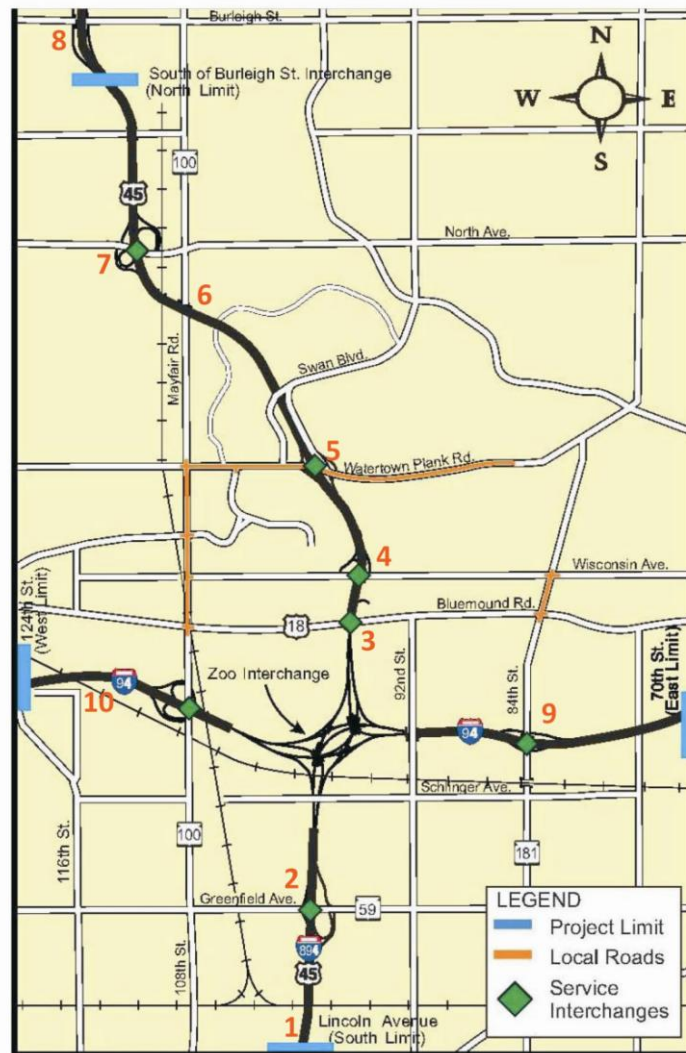 Burleigh St.
8
South of Burleigh St. Interchange
(North Limit)
N
W
E
S
100
45
North Ave.
7
6
Mayfair Rd.
Swan Blvd.
5
Watertown Plank Rd.
4
Wisconsin Ave.
Bluemound Rd.
18
3
124th St.
(West Limit)
92nd St.
84th St.
70th St.
(East Limit)
Zoo Interchange
94
10
9
94
Schlinger Ave.
116th St.
100
181
2
Greenfield Ave.
59
108th St.
894
45
1
Lincoln Avenue
(South Limit)
LEGEND
Project Limit
Local Roads
Service
Interchanges